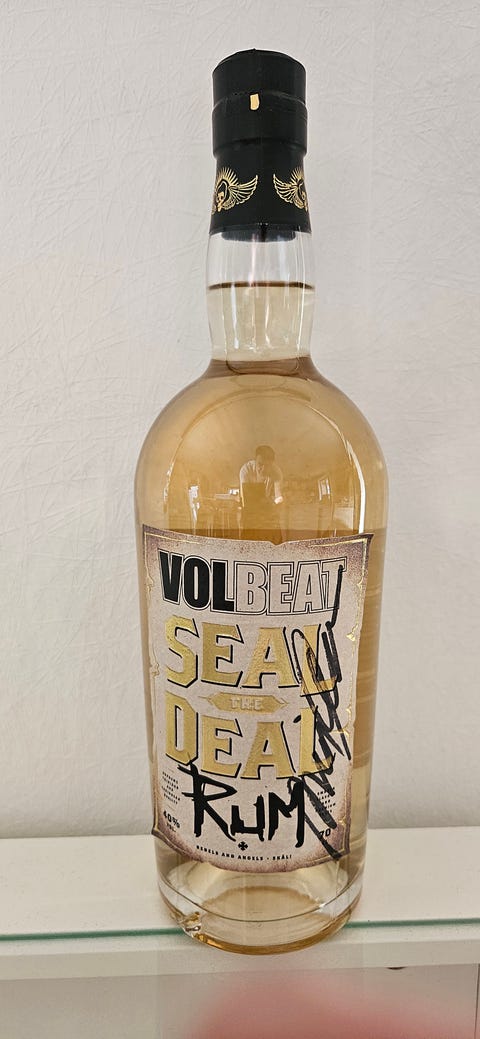 VOLBEAT
SEAL
THE
DEAL
RUM
40%
70
REBELS AND ANGELS • SKÅL!